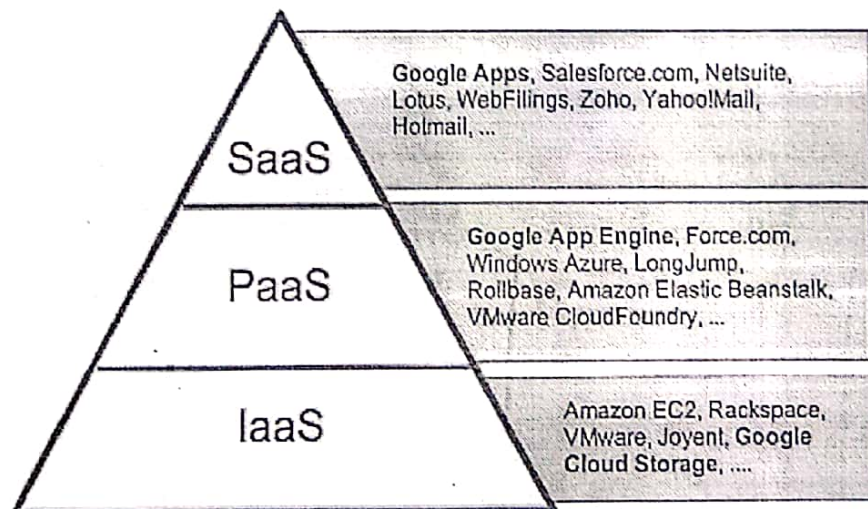 Google Apps, Salesforce.com, Netsuite,
Lotus, WebFilings, Zoho, Yahoo!Mail,
Hotmail, ...
SaaS
Google App Engine, Force.com,
Windows Azure, LongJump,
Rollbase, Amazon Elastic Beanstalk,
VMware CloudFoundry, ...
PaaS
Amazon EC2, Rackspace,
VMware, Joyent, Google
Cloud Storage, ....
IaaS